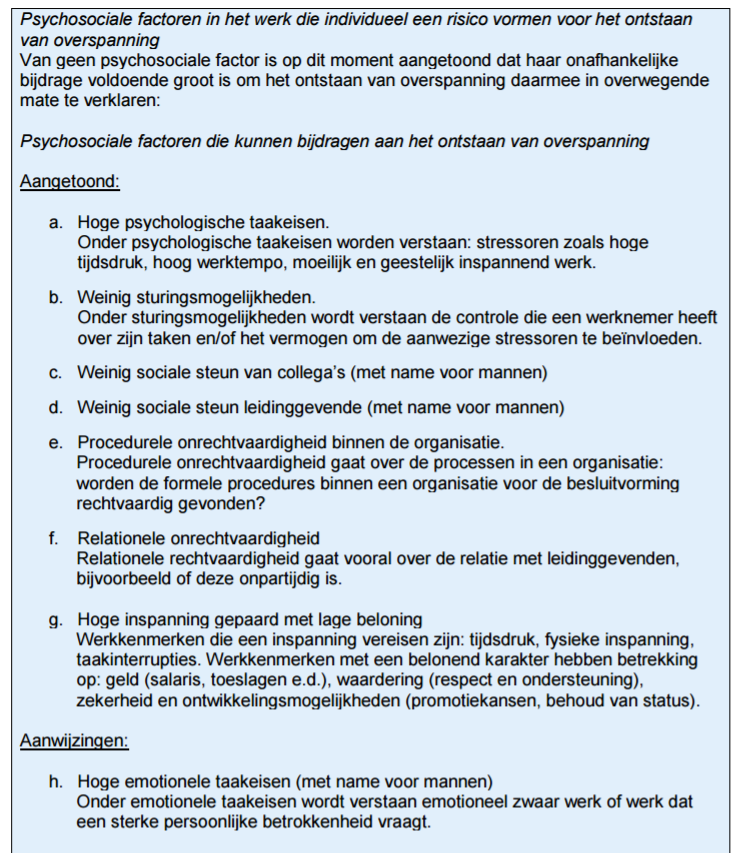 Psychosociale factoren in het werk die individueel een risico vormen voor het ontstaan
van overspanning
Van geen psychosociale factor is op dit moment aangetoond dat haar onafhankelijke
bijdrage voldoende groot is om het ontstaan van overspanning daarmee in overwegende
mate te verklaren:
Psychosociale factoren die kunnen bijdragen aan het ontstaan van overspanning
Aangetoond:
a. Hoge psychologische taakeisen.
Onder psychologische taakeisen worden verstaan: stressoren zoals hoge
tijdsdruk, hoog werktempo, moeilijk en geestelijk inspannend werk.
b. Weinig sturingsmogelijkheden.
Onder sturingsmogelijkheden wordt verstaan de controle die een werknemer heeft
over zijn taken en/of het vermogen om de aanwezige stressoren te beïnvloeden.
c. Weinig sociale steun van collega's (met name voor mannen)
d. Weinig sociale steun leidinggevende (met name voor mannen)
e. Procedurele onrechtvaardigheid binnen de organisatie.
Procedurele onrechtvaardigheid gaat over de processen in een organisatie:
worden de formele procedures binnen een organisatie voor de besluitvorming
rechtvaardig gevonden?
f. Relationele onrechtvaardigheid
Relationele rechtvaardigheid gaat vooral over de relatie met leidinggevenden,
bijvoorbeeld of deze onpartijdig is.
g. Hoge inspanning gepaard met lage beloning
Werkkenmerken die een inspanning vereisen zijn: tijdsdruk, fysieke inspanning,
taakinterrupties. Werkkenmerken met een belonend karakter hebben betrekking
op: geld (salaris, toeslagen e.d.), waardering (respect en ondersteuning),
zekerheid en ontwikkelingsmogelijkheden (promotiekansen, behoud van status).
Aanwijzingen:
h. Hoge emotionele taakeisen (met name voor mannen)
Onder emotionele taakeisen wordt verstaan emotioneel zwaar werk of werk dat
een sterke persoonlijke betrokkenheid vraagt.